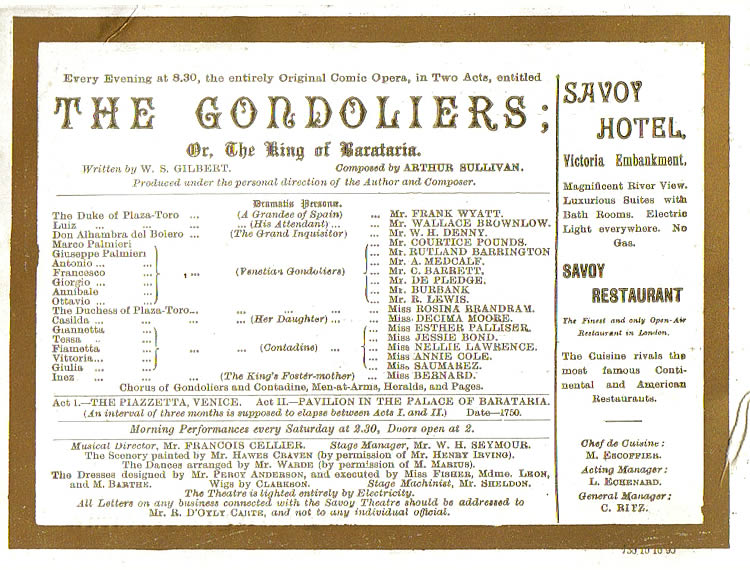 Every Evening at 8.30, the entirely Original Comic Opera, in Two Acts, entitled
THE GONDOLIERS;
Or, The King of Barataria.
Written by W. S. GILBERT. Composed by ARTHUR SULLIVAN.
Produced under the personal direction of the Author and Composer.
Dramatis Personæ.
The Duke of Plaza-Toro ... (A Grandee of Spain) ... Mr. FRANK WYATT.
Luiz ... ... ... (His Attendant) ... ... Mr. WALLACE BROWNLOW.
Don Alhambra del Bolero ... (The Grand Inquisitor) ... Mr. W. H. DENNY.
Marco Palmieri ... Mr. COURTICE POUNDS.
Giuseppe Palmieri ... Mr. RUTLAND BARRINGTON
Antonio ... ... Mr. A. METCALF.
Francesco ... (Venetian Gondoliers) ... Mr. C. BARRETT.
Giorgio ... ... Mr. DE PLEDGE.
Annibale ... Mr. BURBANK
Ottavio ... ... Mr. R. LEWIS.
The Duchess of Plaza-Toro... ... ... ... ... Miss ROSINA BRANDRAM.
Casilda ... ... ... (Her Daughter) ... ... Miss DECIMA MOORE.
Gianetta ... Miss ESTHER PALLISER.
Tessa .. ... Miss JESSIE BOND.
Fiametta ... (Contadine) ... ... Miss NELLIE LAWRENCE.
Vittoria... ... Miss ANNIE COLE.
Giulia ... ... Miss, SAUMAREZ.
Inez ... ... ... (The King's Foster-mother) ... Miss BERNARD.
Chorus of Gondoliers and Contadine, Men-at-Arms, Heralds, and Pages.
Act I.—THE PIAZZETTA, VENICE. Act II.—PAVILION IN THE PALACE OF BARATARIA.
(An interval of three months is supposed to elapse between Acts I. and II.) Date—1750.
Morning Performances every Saturday at 2.30, Doors open at 2.
Musical Director, Mr. FRANCOIS CELLIER. Stage Manager, Mr. W. H. SEYMOUR.
The Scenery painted by Mr. HAWES CRAVEN (by permission of Mr. HENRY IRVING).
The Dances arranged by Mr. WARDE (by permission of M. MARIUS).
The Dresses designed by Mr. PERCY ANDERSON, and executed by Miss FISHER, Mdme. LEON,
and M. BARTHE. Wigs by CLARKSON. Stage Machinist, Mr. SHELDON.
The Theatre is lighted entirely by Electricity.
All Letters on any business connected with the Savoy Theatre should be addressed to
Mr. R. D'OYLY CARTE, and not to any individual official.
SAVOY
HOTEL,
Victoria Embankment,
Magnificent River View.
Luxurious Suites with
Bath Rooms. Electric
Light everywhere. No
Gas.
SAVOY
RESTAURANT
The Finest and only Open-Air
Restaurant in London.
The Cuisine rivals the
most famous Conti-
nental and American
Restaurants.
Chef de Cuisine:
M. ESCOFFIER.
Acting Manager:
L. ECHENARD.
General Manager:
C. RITZ.